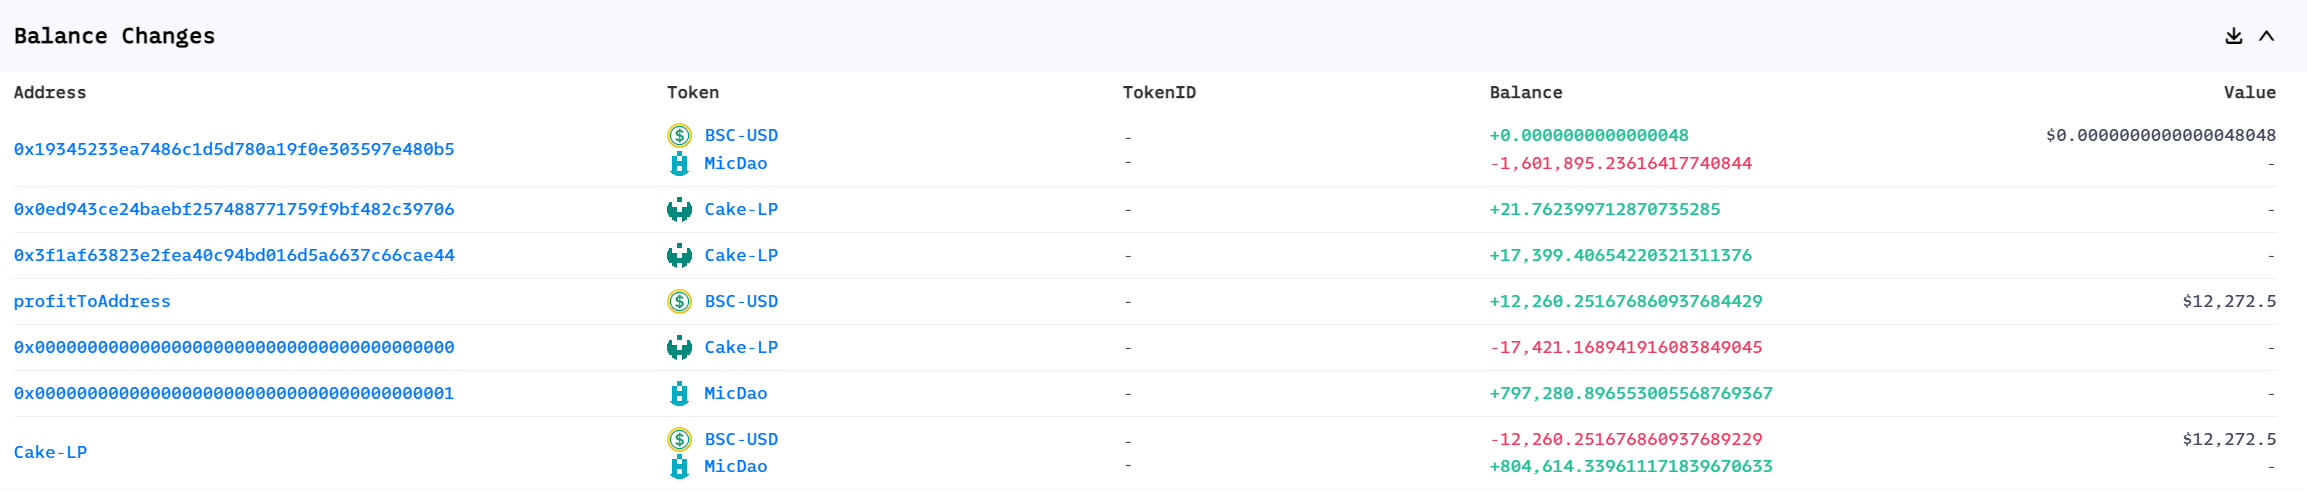 Balance Changes
Address Token TokenID Balance Value
0x19345233ea7486c1d5d780a19f0e303597e480b5
BSC-USD - +0.0000000000000048 $0.0000000000000048048
MicDao - -1,601,895.23616417740844 -
0x0ed943ce24baebf257488771759f9bf482c39706 Cake-LP - +21.762399712870735285 -
0x3f1af63823e2fea40c94bd016d5a6637c66cae44 Cake-LP - +17,399.40654220321311376 -
profitToAddress BSC-USD - +12,260.251676860937684429 $12,272.5
0x0000000000000000000000000000000000000000 Cake-LP - -17,421.168941916083849045 -
0x0000000000000000000000000000000000000001 MicDao - +797,280.896553005568769367 -
Cake-LP
BSC-USD - -12,260.251676860937689229 $12,272.5
MicDao - +804,614.339611171839670633 -